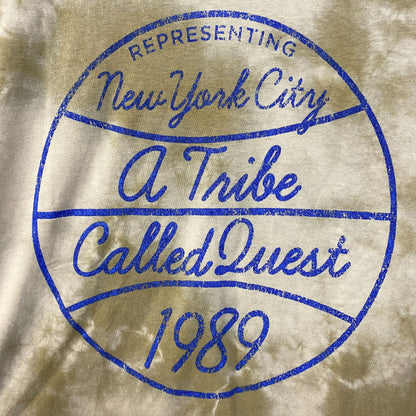 REPRESENTING
New York City
A Tribe
Called Quest
1989